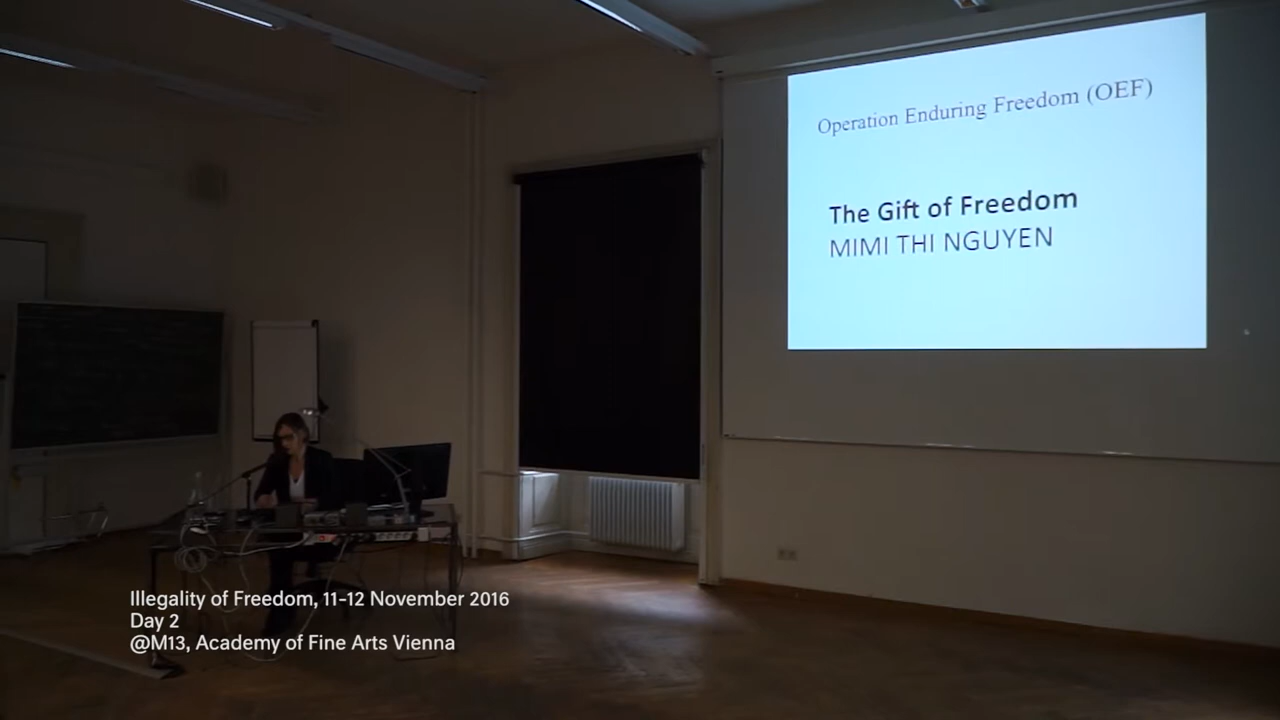 Operation Enduring Freedom (OEF)
The Gift of Freedom
MIMI THI NGUYEN
Illegality of Freedom, 11-12 November 2016
Day 2
@M13, Academy of Fine Arts Vienna